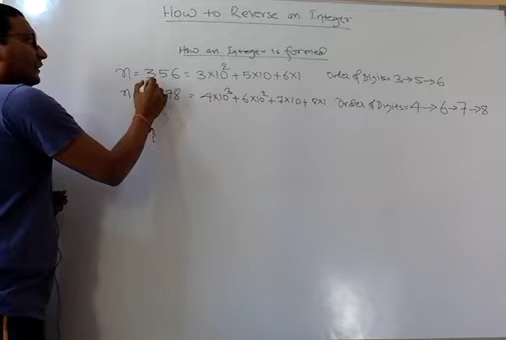 How to Reverse an Integer
How an Integer is formed
n = 356 = 3×10² + 5×10 + 6×1 Order of Digits = 3→5→6
n 78 = 4×10³ + 6×10² + 7×10 + 8×1 Order of Digits = 4→6→7→8